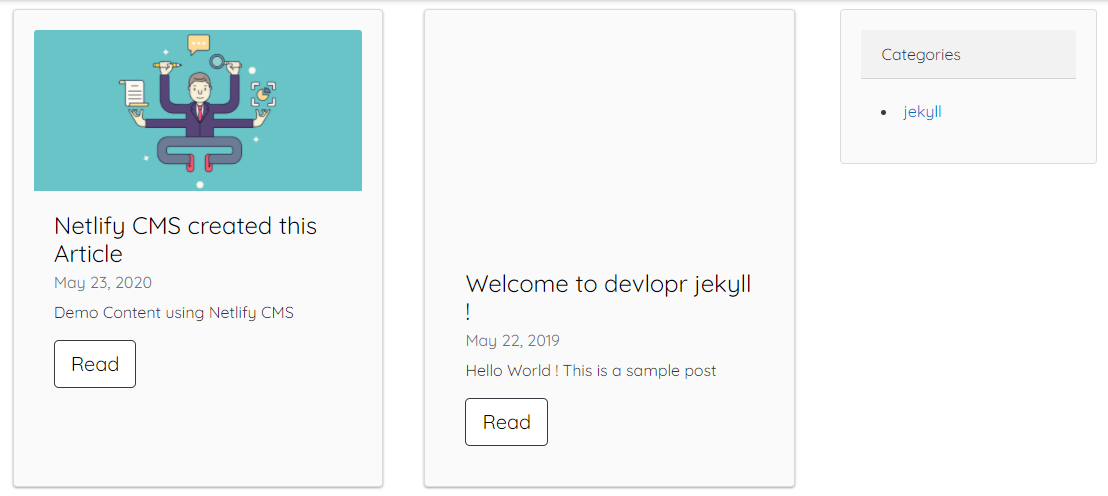 Netlify CMS created this
Article
May 23, 2020
Demo Content using Netlify CMS
Read
Welcome to devlopr jekyll
!
May 22, 2019
Hello World ! This is a sample post
Read
Categories
jekyll